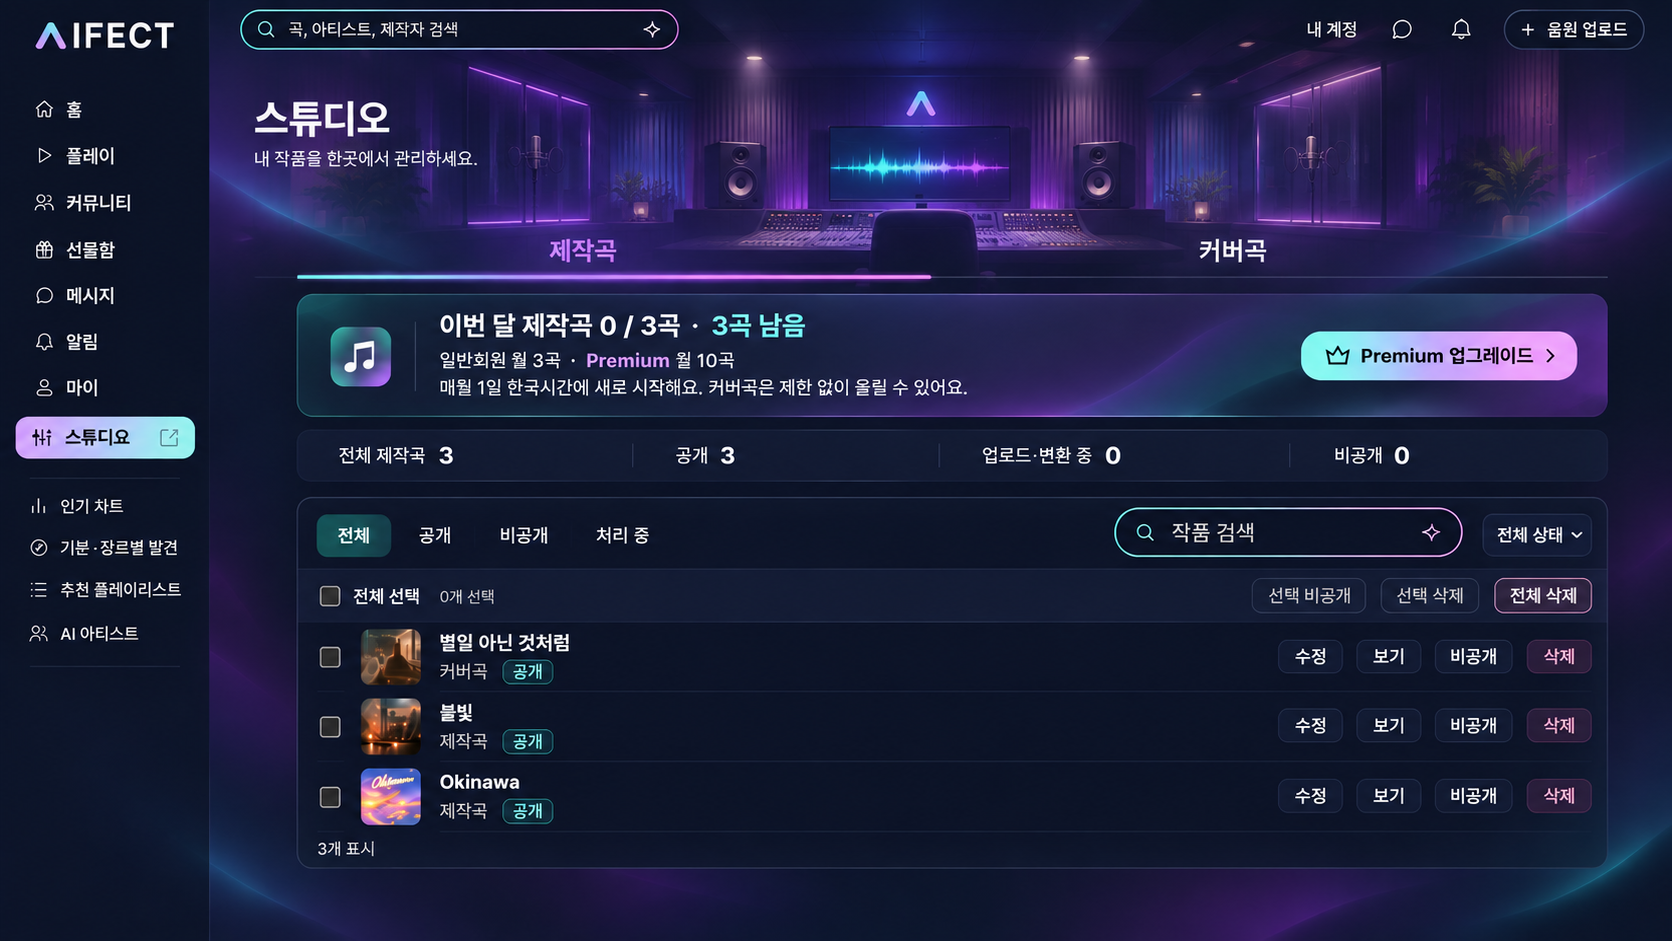 AIFECT
곡, 아티스트, 제작자 검색
내 계정
+ 움원 업로드
홈
플레이
커뮤니티
선물함
메시지
알림
마이
스튜디요
인기 차트
기분·장르별 발견
추천 플레이리스트
AI 아티스트
스튜디오
내 작품을 한곳에서 관리하세요.
제작곡
커버곡
이번 달 제작곡 0 / 3곡 · 3곡 남음
일반회원 월 3곡 · Premium 월 10곡
매월 1일 한국시간에 새로 시작해요. 커버곡은 제한 없이 올릴 수 있어요.
Premium 업그레이드
전체 제작곡 3
공개 3
업로드·변환 중 0
비공개 0
전체
공개
비공개
처리 중
작품 검색
전체 상태
전체 선택
0개 선택
선택 비공개
선택 삭제
전체 삭제
별일 아닌 것처럼
커버곡 공개
수정
보기
비공개
삭제
불빛
제작곡 공개
수정
보기
비공개
삭제
Okinawa
Okinawa
제작곡 공개
수정
보기
비공개
삭제
3개 표시